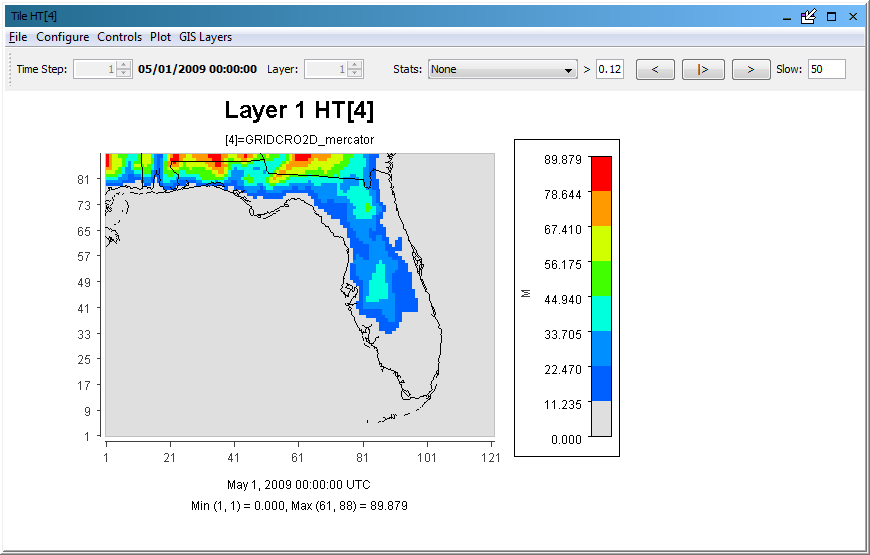 Tile HT[4]
File Configure Controls Plot GIS Layers
Time Step: 1 05/01/2009 00:00:00 Layer: 1 Stats: None > 0.12 < |> > Slow: 50
Layer 1 HT[4]
[4]=GRIDCRO2D_mercator
81
73
65
57
49
41
33
25
17
9
1
1 21 41 61 81 101 121
M
89.879
78.644
67.410
56.175
44.940
33.705
22.470
11.235
0.000
May 1, 2009 00:00:00 UTC
Min (1, 1) = 0.000, Max (61, 88) = 89.879